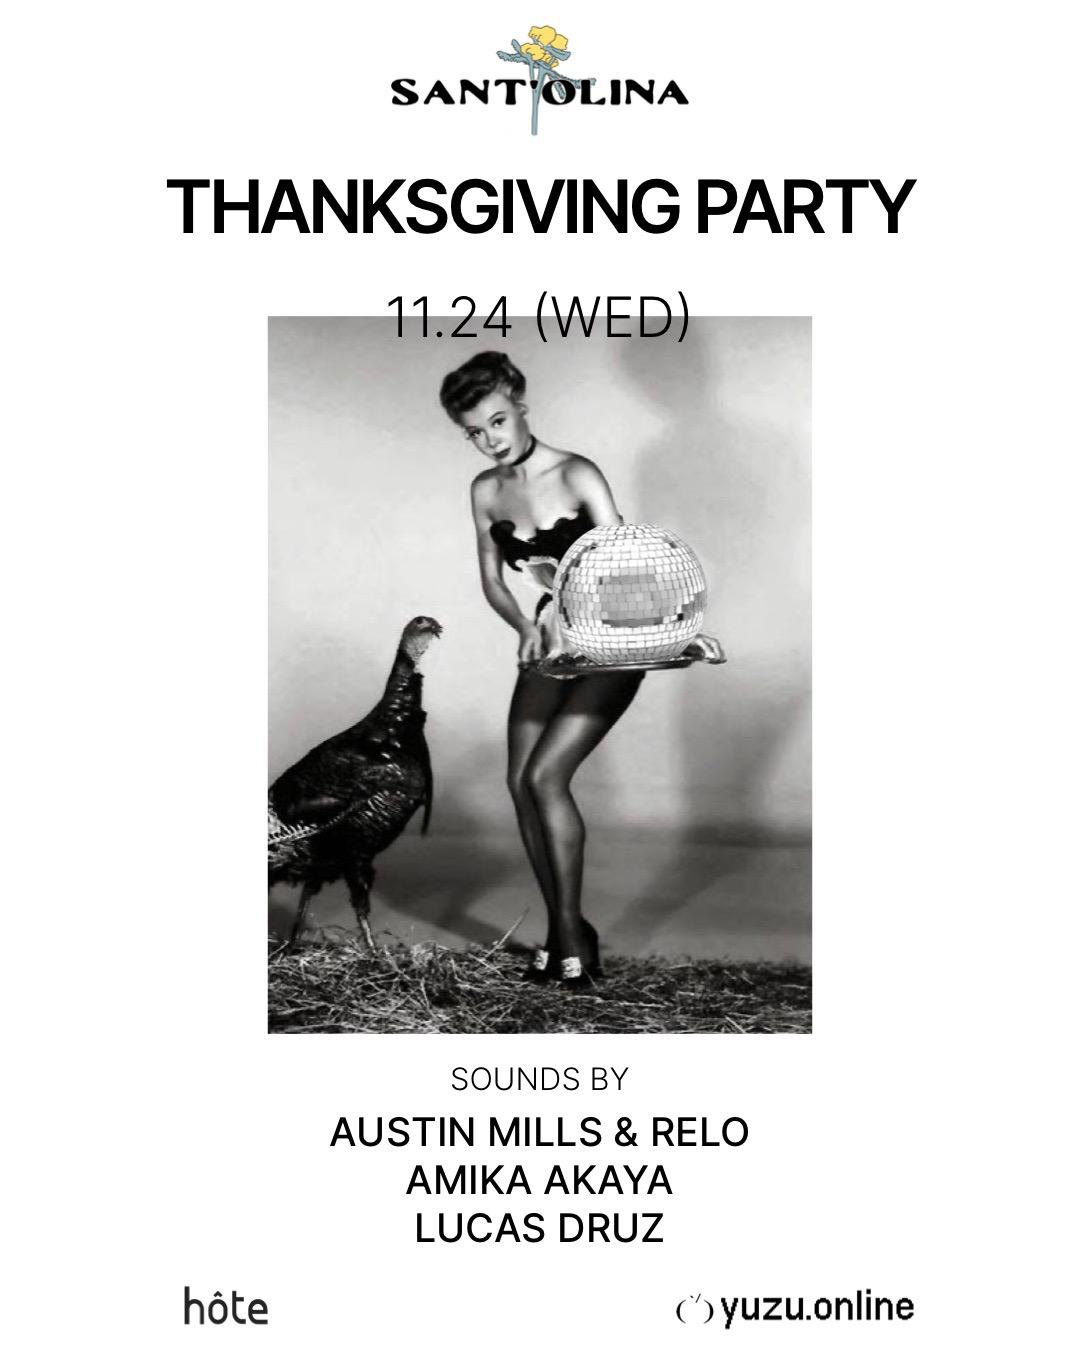 SANT'OLINA
THANKSGIVING PARTY
11.24 (WED)
SOUNDS BY
AUSTIN MILLS & RELO
AMIKA AKAYA
LUCAS DRUZ
hôte
yuzu.online